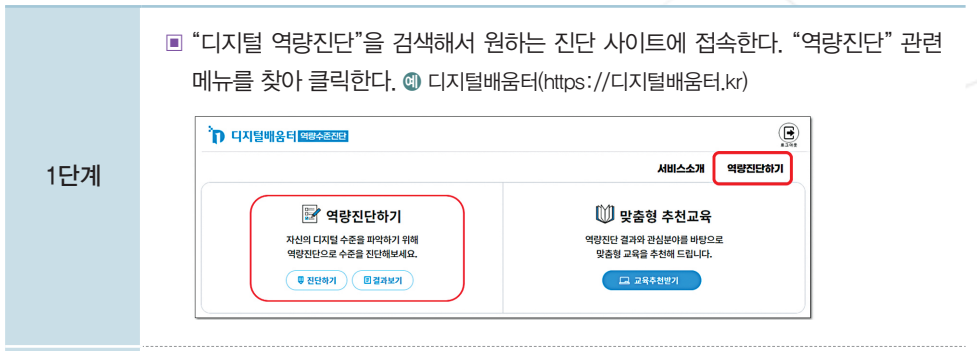 ▣ “디지털 역량진단”을 검색해서 원하는 진단 사이트에 접속한다. “역량진단” 관련
메뉴를 찾아 클릭한다. 예 디지털배움터(https://디지털배움터.kr)
1단계
디지털배움터 역량수준진단
로그아웃
서비스소개 역량진단하기
역량진단하기
자신의 디지털 수준을 파악하기 위해
역량진단으로 수준을 진단해보세요.
진단하기 결과보기
맞춤형 추천교육
역량진단 결과와 관심분야를 바탕으로
맞춤형 교육을 추천해 드립니다.
교육추천받기